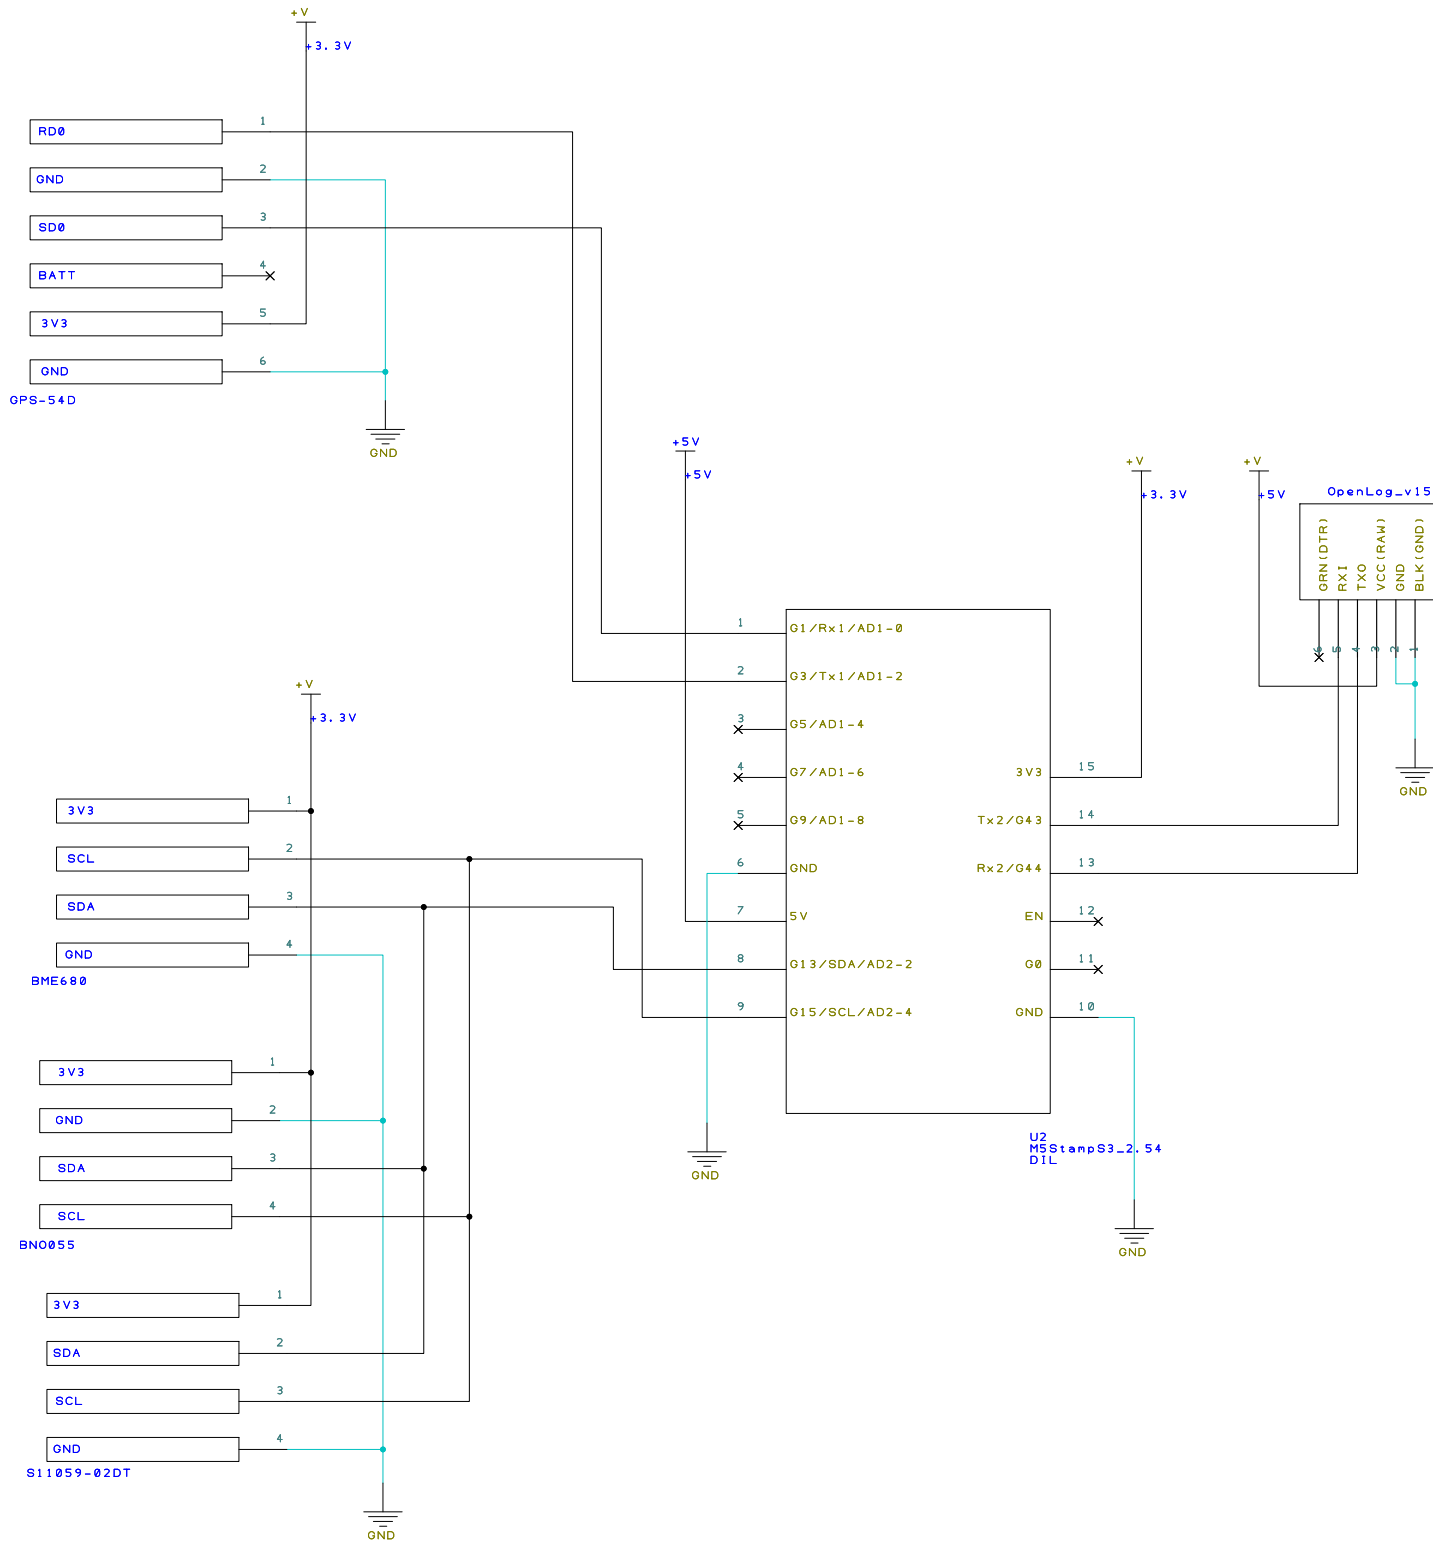 +V
+3.3V
1
RD0
2
GND
3
SD0
4
BATT
5
3V3
6
GND
GPS-54D
GND
+5V
+5V
+V
+3.3V
+V
+5V
OpenLog_v15
GRN(DTR)
RXI
TXO
VCC(RAW)
GND
BLK(GND)
6
5
4
3
2
1
GND
1
G1/Rx1/AD1-0
2
G3/Tx1/AD1-2
3
G5/AD1-4
4
G7/AD1-6
5
G9/AD1-8
6
GND
7
5V
8
G13/SDA/AD2-2
9
G15/SCL/AD2-4
3V3
15
Tx2/G43
14
Rx2/G44
13
EN
12
G0
11
GND
10
U2
M5StampS3_2.54
DIL
GND
GND
+V
+3.3V
1
3V3
2
SCL
3
SDA
4
GND
BME680
1
3V3
2
GND
3
SDA
4
SCL
BNO055
1
3V3
2
SDA
3
SCL
4
GND
S11059-02DT
GND